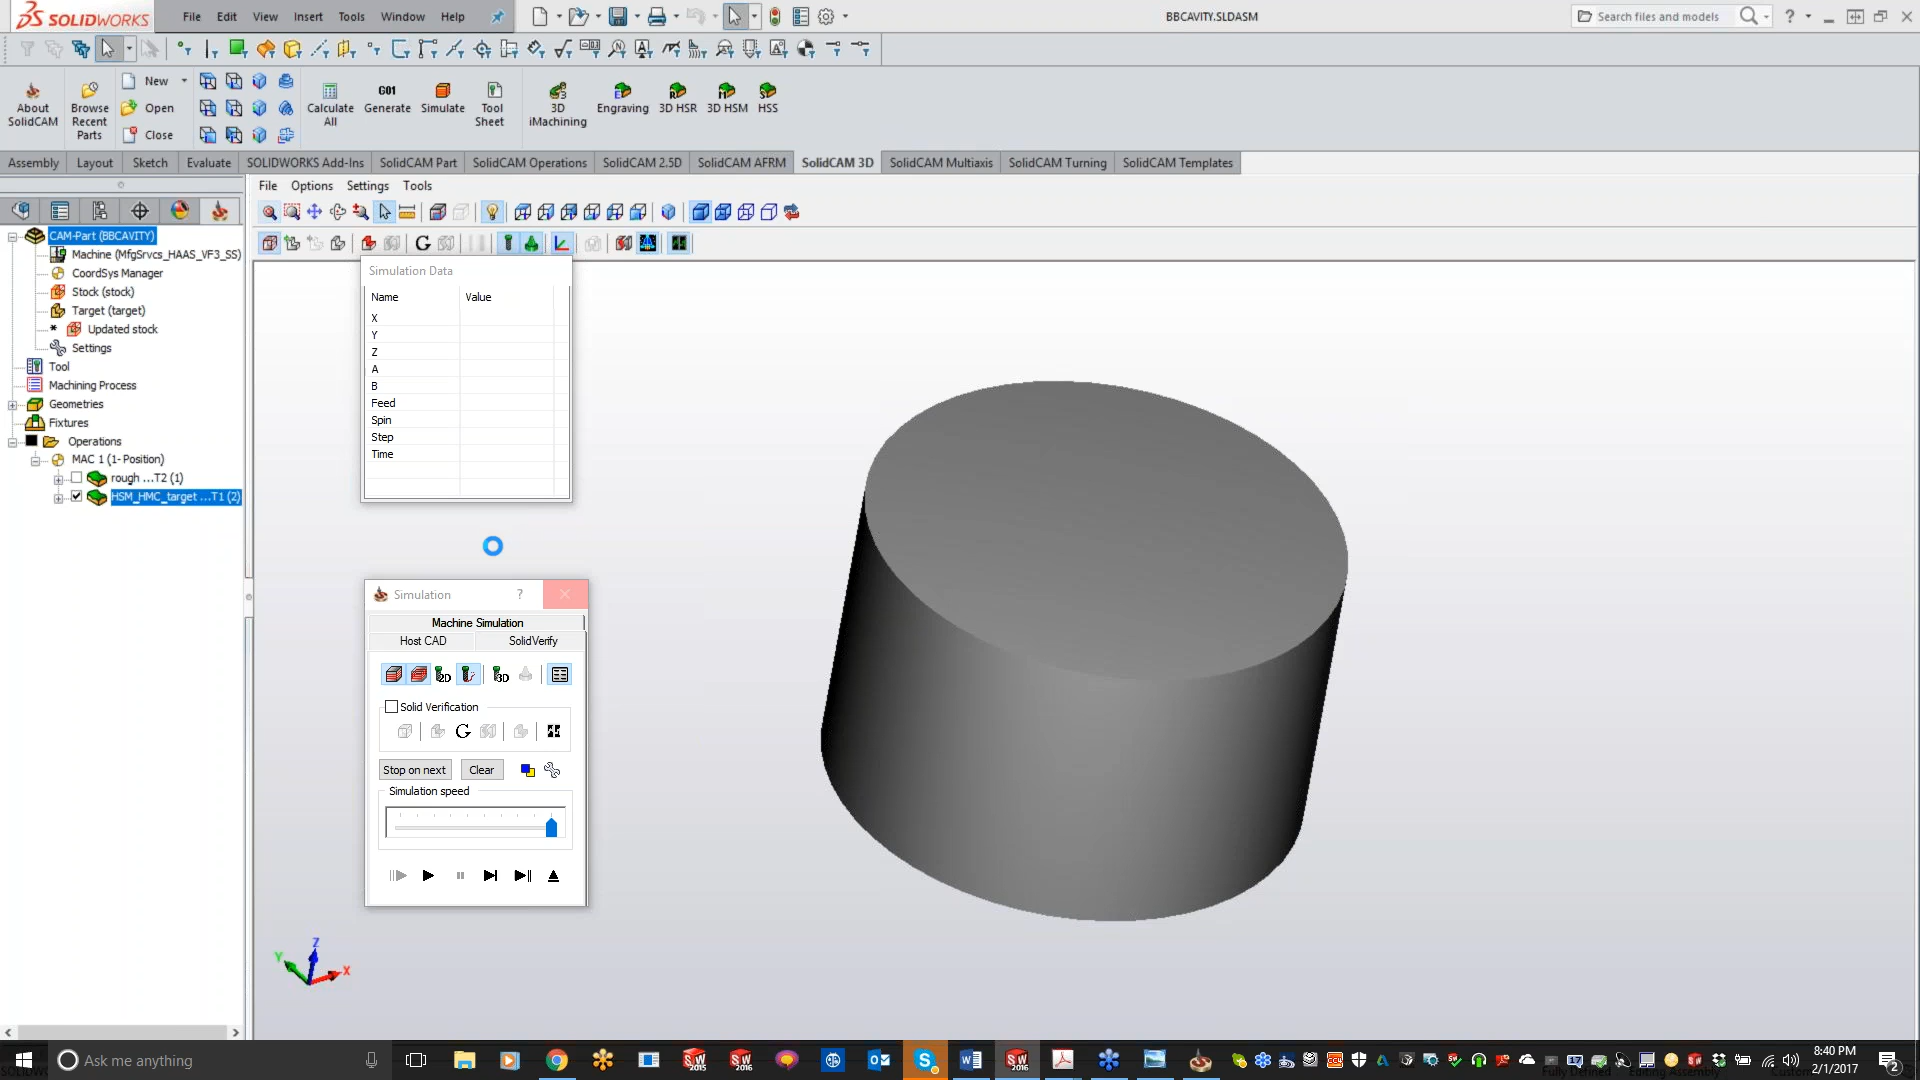 SOLIDWORKS File Edit View Insert Tools Window Help
BBCAVITY.SLDASM
Search files and models
About SolidCAM
Browse Recent Parts
New
Open
Close
Calculate All
G01
Generate
Simulate
Tool Sheet
3D iMachining
Engraving
3D HSR
3D HSM
HSS
Assembly Layout Sketch Evaluate SOLIDWORKS Add-Ins SolidCAM Part SolidCAM Operations SolidCAM 2.5D SolidCAM AFRM SolidCAM 3D SolidCAM Multiaxis SolidCAM Turning SolidCAM Templates
File Options Settings Tools
CAM-Part (BBCAVITY)
Machine (MfgSrvcs_HAAS_VF3_SS)
CoordSys Manager
Stock (stock)
Target (target)
* Updated stock
Settings
Tool
Machining Process
Geometries
Fixtures
Operations
MAC 1 (1- Position)
rough ...T2 (1)
HSM_HMC_target ...T1 (2)
Simulation Data
Name Value
X
Y
Z
A
B
Feed
Spin
Step
Time
Simulation ?
Machine Simulation
Host CAD SolidVerify
2D 3D
Solid Verification
Stop on next Clear
Simulation speed
Z
Y
X
Ask me anything
8:40 PM
2/1/2017